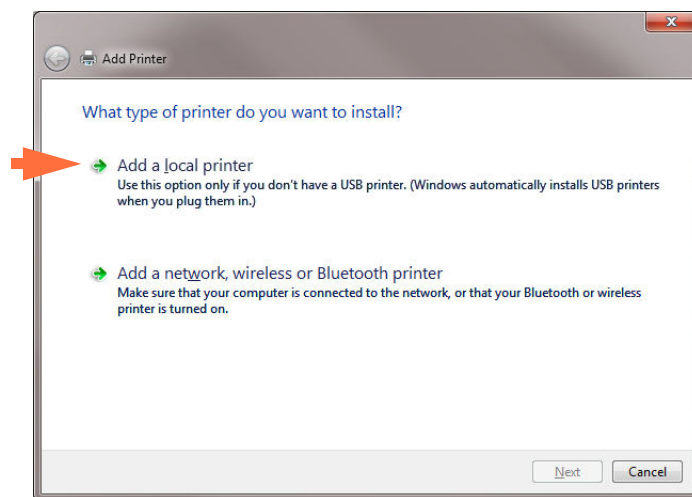 Add Printer
What type of printer do you want to install?
Add a local printer
Use this option only if you don't have a USB printer. (Windows automatically installs USB printers
when you plug them in.)
Add a network, wireless or Bluetooth printer
Make sure that your computer is connected to the network, or that your Bluetooth or wireless
printer is turned on.
Next
Cancel